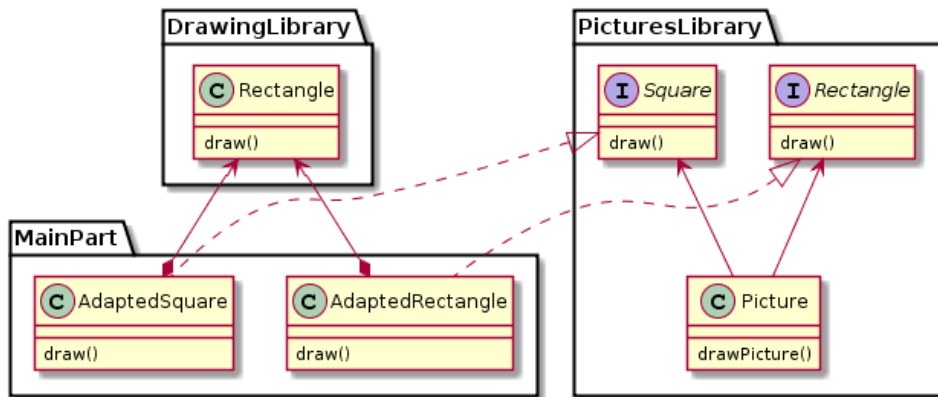 DrawingLibrary
C Rectangle
draw()
PicturesLibrary
I Square
draw()
I Rectangle
draw()
MainPart
C AdaptedSquare
draw()
C AdaptedRectangle
draw()
C Picture
drawPicture()